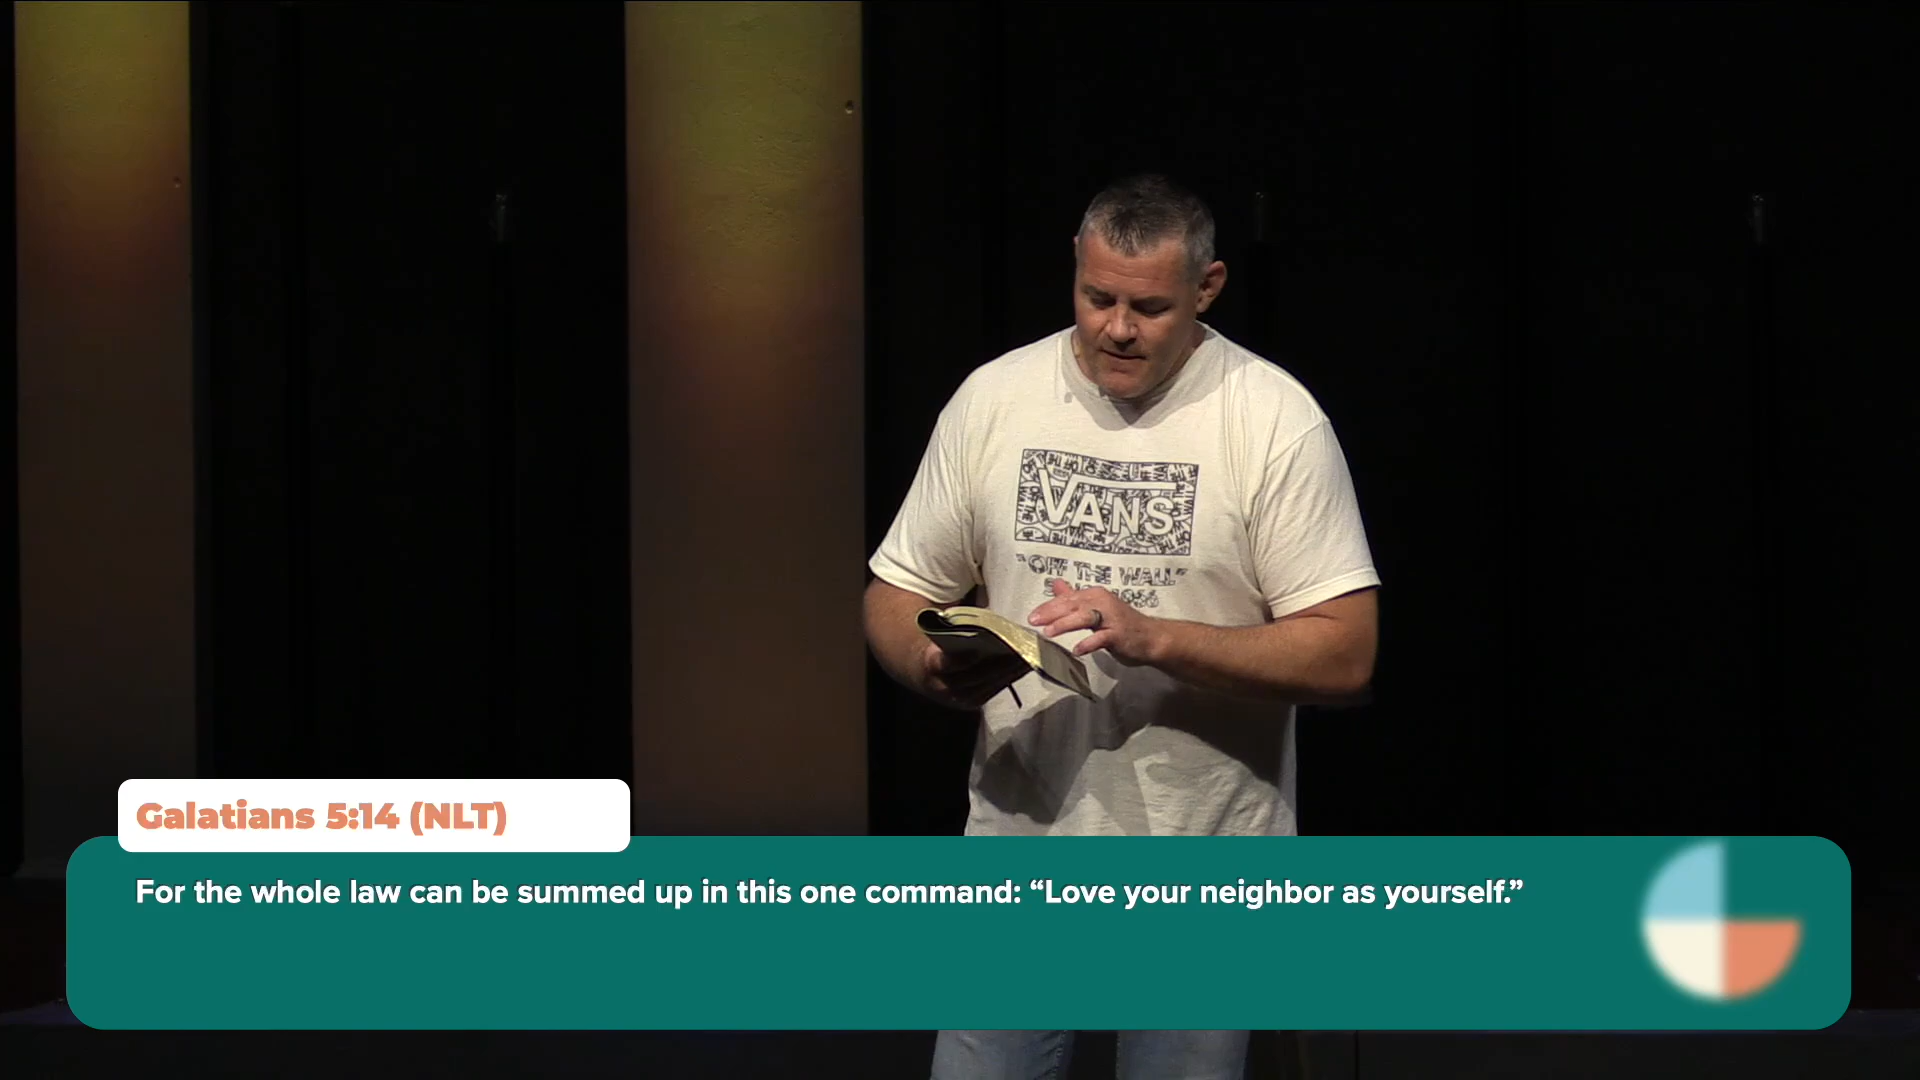 VANS
"OFF THE WALL"
Galatians 5:14 (NLT)
For the whole law can be summed up in this one command: “Love your neighbor as yourself.”